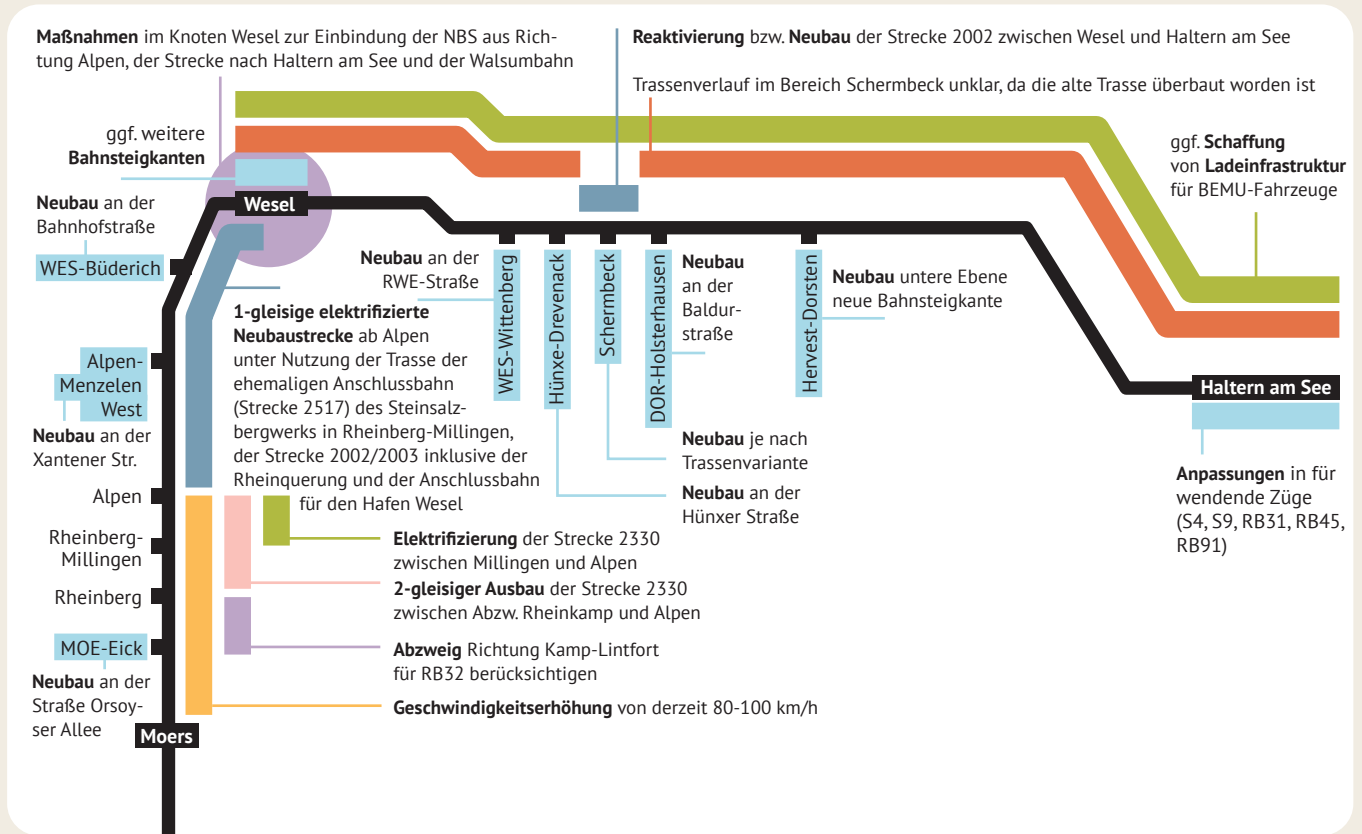 Maßnahmen im Knoten Wesel zur Einbindung der NBS aus Rich-
tung Alpen, der Strecke nach Haltern am See und der Walsumbahn
Reaktivierung bzw. Neubau der Strecke 2002 zwischen Wesel und Haltern am See
Trassenverlauf im Bereich Schermbeck unklar, da die alte Trasse überbaut worden ist
ggf. weitere
Bahnsteigkanten
ggf. Schaffung
von Ladeinfrastruktur
für BEMU-Fahrzeuge
Neubau an der
Bahnhofstraße
Wesel
WES-Büderich
Neubau an der
RWE-Straße
WES-Wittenberg
Hünxe-Drevenack
Schermbeck
DOR-Holsterhausen
Neubau
an der
Baldur-
straße
Hervest-Dorsten
Neubau untere Ebene
neue Bahnsteigkante
1-gleisige elektrifizierte
Neubaustrecke ab Alpen
unter Nutzung der Trasse der
ehemaligen Anschlussbahn
(Strecke 2517) des Steinsalz-
bergwerks in Rheinberg-Millingen,
der Strecke 2002/2003 inklusive der
Rheinquerung und der Anschlussbahn
für den Hafen Wesel
Alpen-
Menzelen
West
Neubau an der
Xantener Str.
Haltern am See
Anpassungen in für
wendende Züge
(S4, S9, RB31, RB45,
RB91)
Neubau je nach
Trassenvariante
Neubau an der
Hünxer Straße
Alpen
Rheinberg-
Millingen
Rheinberg
MOE-Eick
Neubau an der
Straße Orsoy-
ser Allee
Moers
Elektrifizierung der Strecke 2330
zwischen Millingen und Alpen
2-gleisiger Ausbau der Strecke 2330
zwischen Abzw. Rheinkamp und Alpen
Abzweig Richtung Kamp-Lintfort
für RB32 berücksichtigen
Geschwindigkeitserhöhung von derzeit 80-100 km/h